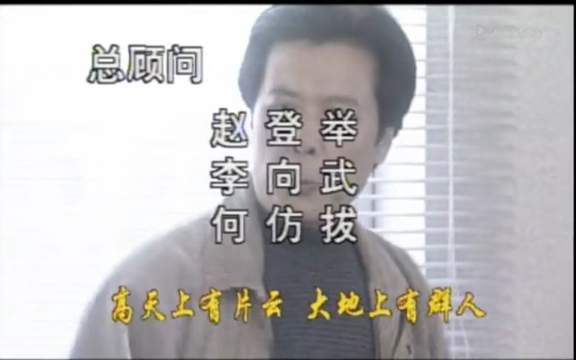 总顾问
赵登举
李向武
何仿拔
高天上有片云 大地上有群人